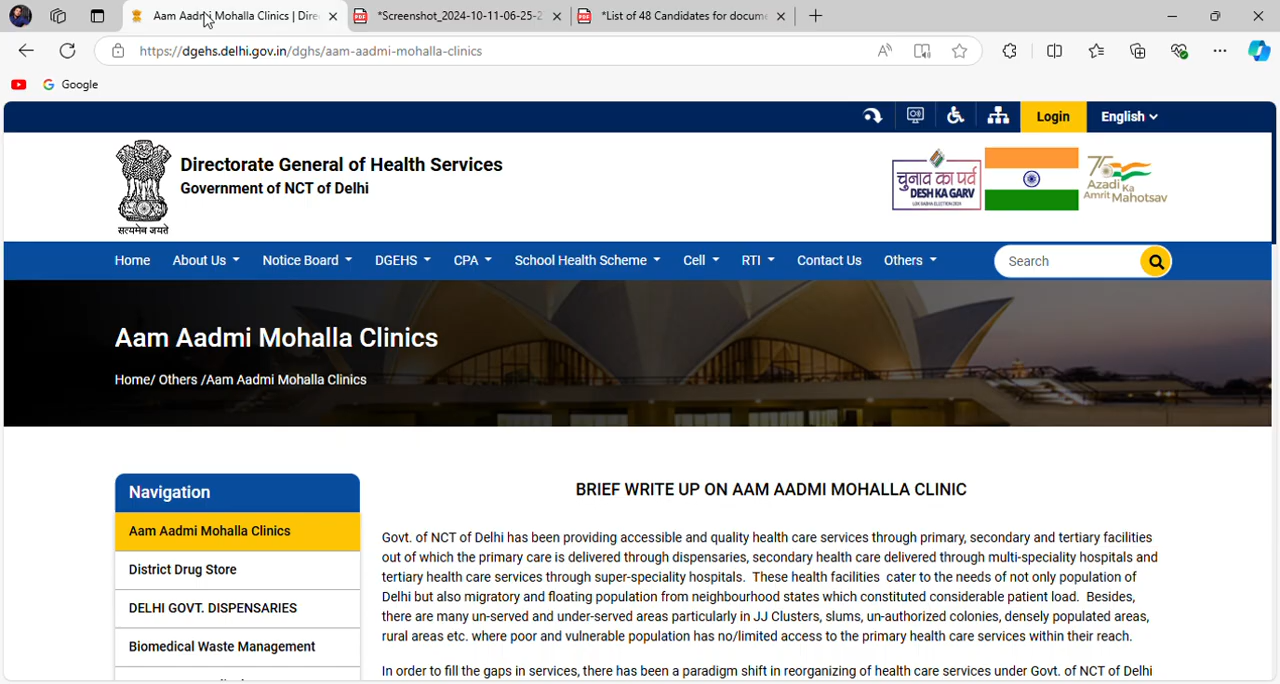 Aam Aadmi Mohalla Clinics | Dire
*Screenshot_2024-10-11-06-25-2
*List of 48 Candidates for docume
https://dgehs.delhi.gov.in/dghs/aam-aadmi-mohalla-clinics
Google
Login
English
Directorate General of Health Services
Government of NCT of Delhi
सत्यमेव जयते
चुनाव का पर्व
DESH KA GARV
LOK SABHA ELECTION 2024
75
Azadi Ka
Amrit Mahotsav
Home
About Us
Notice Board
DGEHS
CPA
School Health Scheme
Cell
RTI
Contact Us
Others
Search
Aam Aadmi Mohalla Clinics
Home/ Others /Aam Aadmi Mohalla Clinics
Navigation
Aam Aadmi Mohalla Clinics
District Drug Store
DELHI GOVT. DISPENSARIES
Biomedical Waste Management
BRIEF WRITE UP ON AAM AADMI MOHALLA CLINIC
Govt. of NCT of Delhi has been providing accessible and quality health care services through primary, secondary and tertiary facilities
out of which the primary care is delivered through dispensaries, secondary health care delivered through multi-speciality hospitals and
tertiary health care services through super-speciality hospitals. These health facilities cater to the needs of not only population of
Delhi but also migratory and floating population from neighbourhood states which constituted considerable patient load. Besides,
there are many un-served and under-served areas particularly in JJ Clusters, slums, un-authorized colonies, densely populated areas,
rural areas etc. where poor and vulnerable population has no/limited access to the primary health care services within their reach.
In order to fill the gaps in services, there has been a paradigm shift in reorganizing of health care services under Govt. of NCT of Delhi